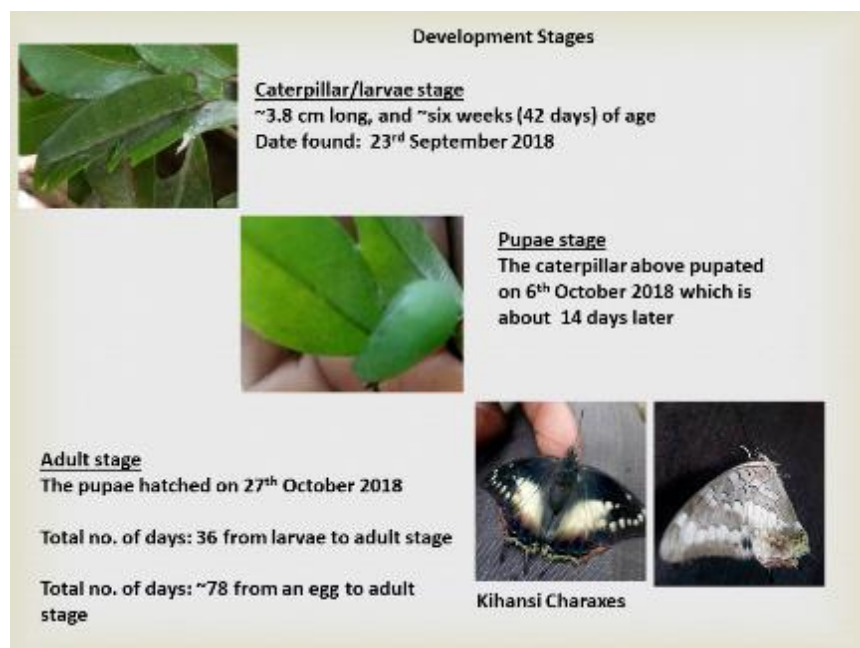 Development Stages
Caterpillar/larvae stage
~3.8 cm long, and ~six weeks (42 days) of age
Date found: 23rd September 2018
Pupae stage
The caterpillar above pupated
on 6th October 2018 which is
about 14 days later
Adult stage
The pupae hatched on 27th October 2018
Total no. of days: 36 from larvae to adult stage
Total no. of days: ~78 from an egg to adult
stage
Kihansi Charaxes